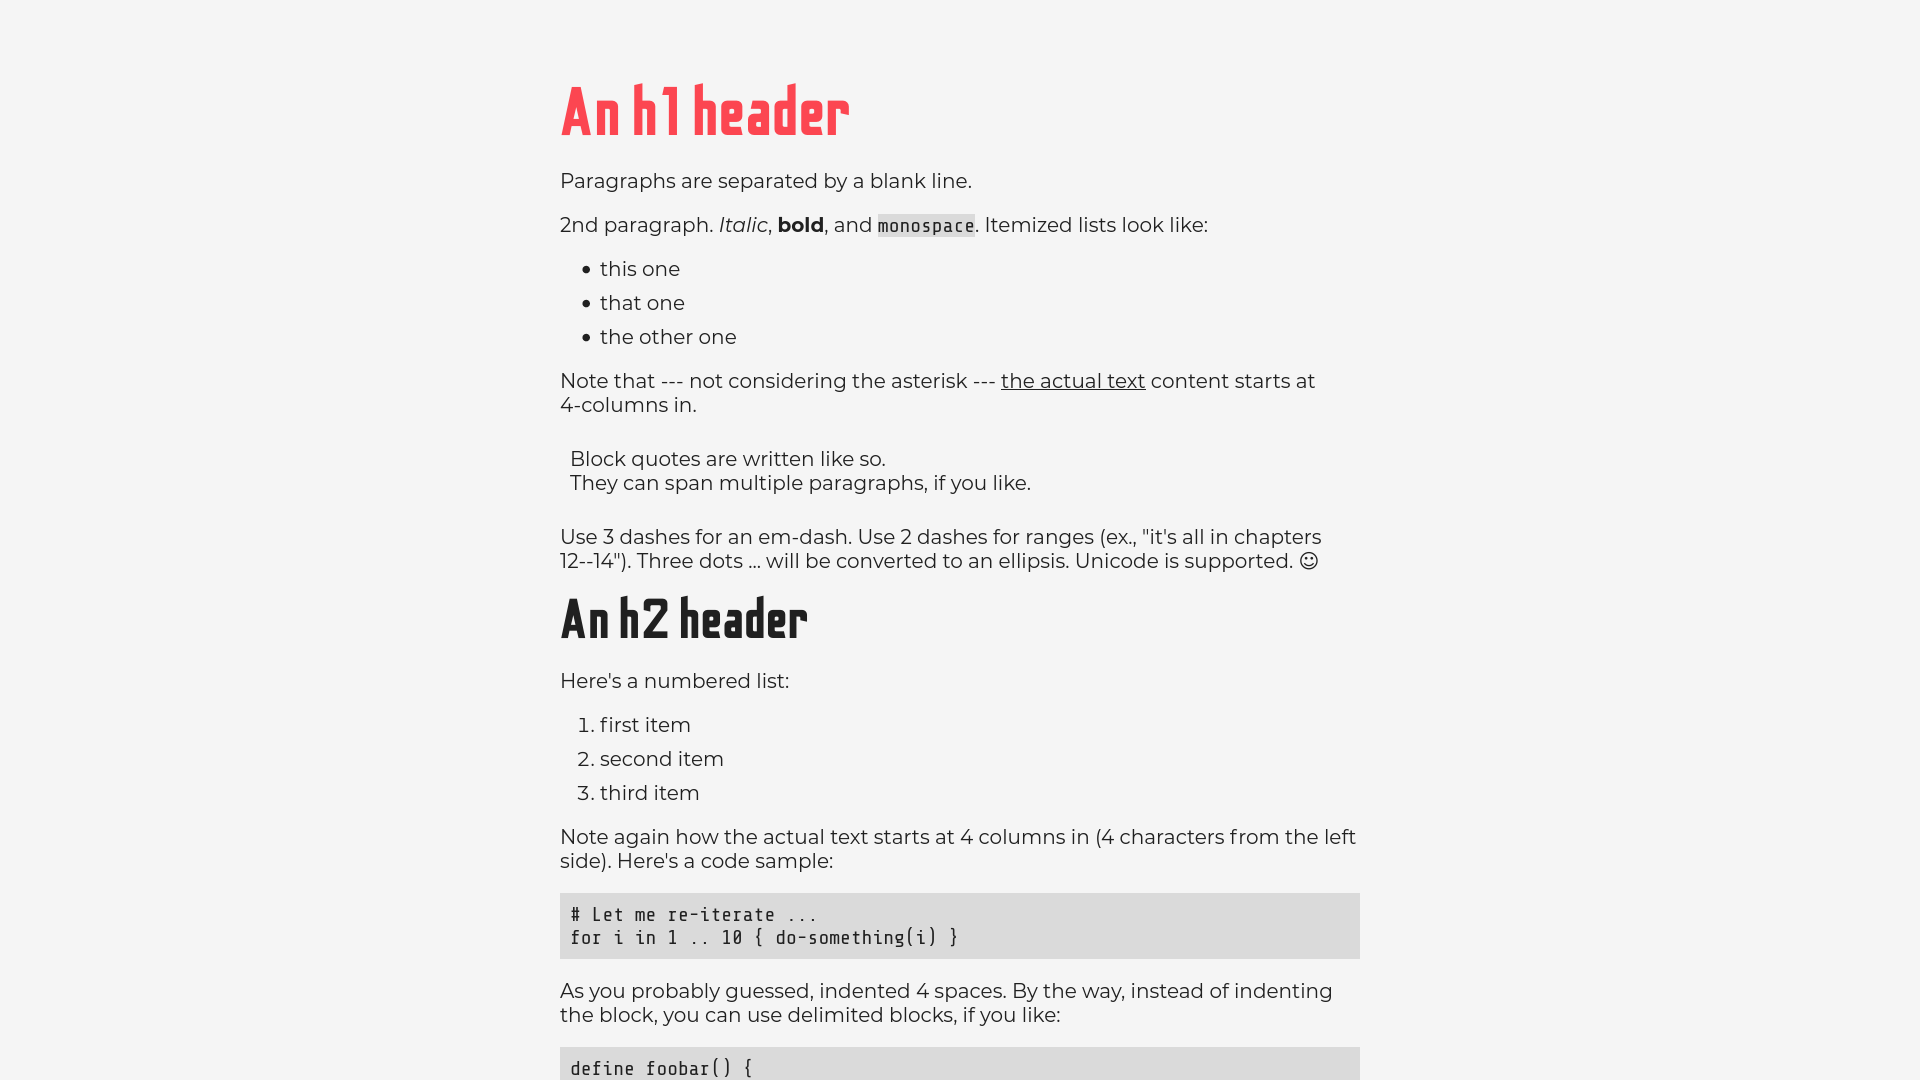 An h1 header
Paragraphs are separated by a blank line.
2nd paragraph. Italic, bold, and monospace. Itemized lists look like:
• this one
• that one
• the other one
Note that --- not considering the asterisk --- the actual text content starts at
4-columns in.
Block quotes are written like so.
They can span multiple paragraphs, if you like.
Use 3 dashes for an em-dash. Use 2 dashes for ranges (ex., "it's all in chapters
12--14"). Three dots ... will be converted to an ellipsis. Unicode is supported. ☺
An h2 header
Here's a numbered list:
1. first item
2. second item
3. third item
Note again how the actual text starts at 4 columns in (4 characters from the left
side). Here's a code sample:
# Let me re-iterate ...
for i in 1 .. 10 { do-something(i) }
As you probably guessed, indented 4 spaces. By the way, instead of indenting
the block, you can use delimited blocks, if you like:
define foobar() {